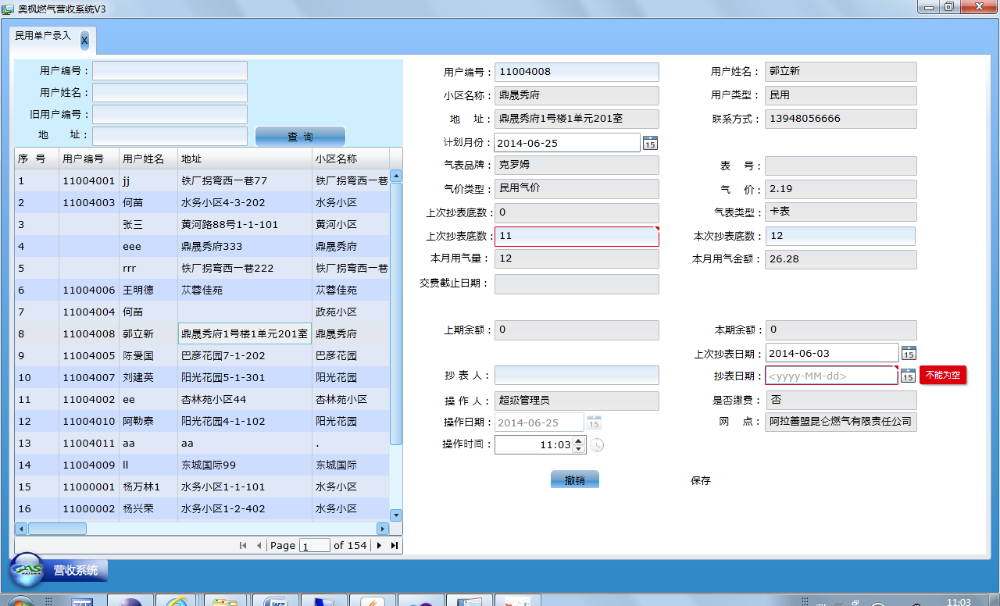 奥枫燃气营收系统V3
民用单户录入 X
用户编号：
用户姓名：
旧用户编号：
地 址：
查 询
序 号 用户编号 用户姓名 地址 小区名称
1 11004001 jj 铁厂拐弯西一巷77 铁厂拐弯西一巷
2 11004003 何苗 水务小区4-3-202 水务小区
3 张三 黄河路88号1-1-101 黄河小区
4 eee 鼎晟秀府333 鼎晟秀府
5 rrr 铁厂拐弯西一巷222 铁厂拐弯西一巷
6 11004006 王明德 苁蓉佳苑 苁蓉佳苑
7 11004004 何苗 政苑小区
8 11004008 郭立新 鼎晟秀府1号楼1单元201室 鼎晟秀府
9 11004005 陈爱国 巴彦花园7-1-202 巴彦花园
10 11004007 刘建英 阳光花园5-1-301 阳光花园
11 11004002 ee 杏林苑小区44 杏林苑小区
12 11004010 阿勒泰 阳光花园4-1-102 阳光花园
13 11004011 aa aa .
14 11004009 ll 东城国际99 东城国际
15 11000001 杨万林1 水务小区1-1-101 水务小区
16 11000002 杨兴荣 水务小区1-2-402 水务小区
Page 1 of 154
用户编号：11004008 用户姓名：郭立新
小区名称：鼎晟秀府 用户类型：民用
地 址：鼎晟秀府1号楼1单元201室 联系方式：13948056666
计划月份：2014-06-25 15
气表品牌：克罗姆 表 号：
气价类型：民用气价 气 价：2.19
上次抄表底数：0 气表类型：卡表
上次抄表底数：11 本次抄表底数：12
本月用气量：12 本月用气金额：26.28
交费截止日期：
上期余额：0 本期余额：0
上次抄表日期：2014-06-03 15
抄 表 人： 抄表日期：<yyyy-MM-dd> 15 不能为空
操 作 人：超级管理员 是否缴费：否
操作日期：2014-06-25 15 网 点：阿拉善盟昆仑燃气有限责任公司
操作时间：11:03
撤销 保存
GAS 营收系统
11:03